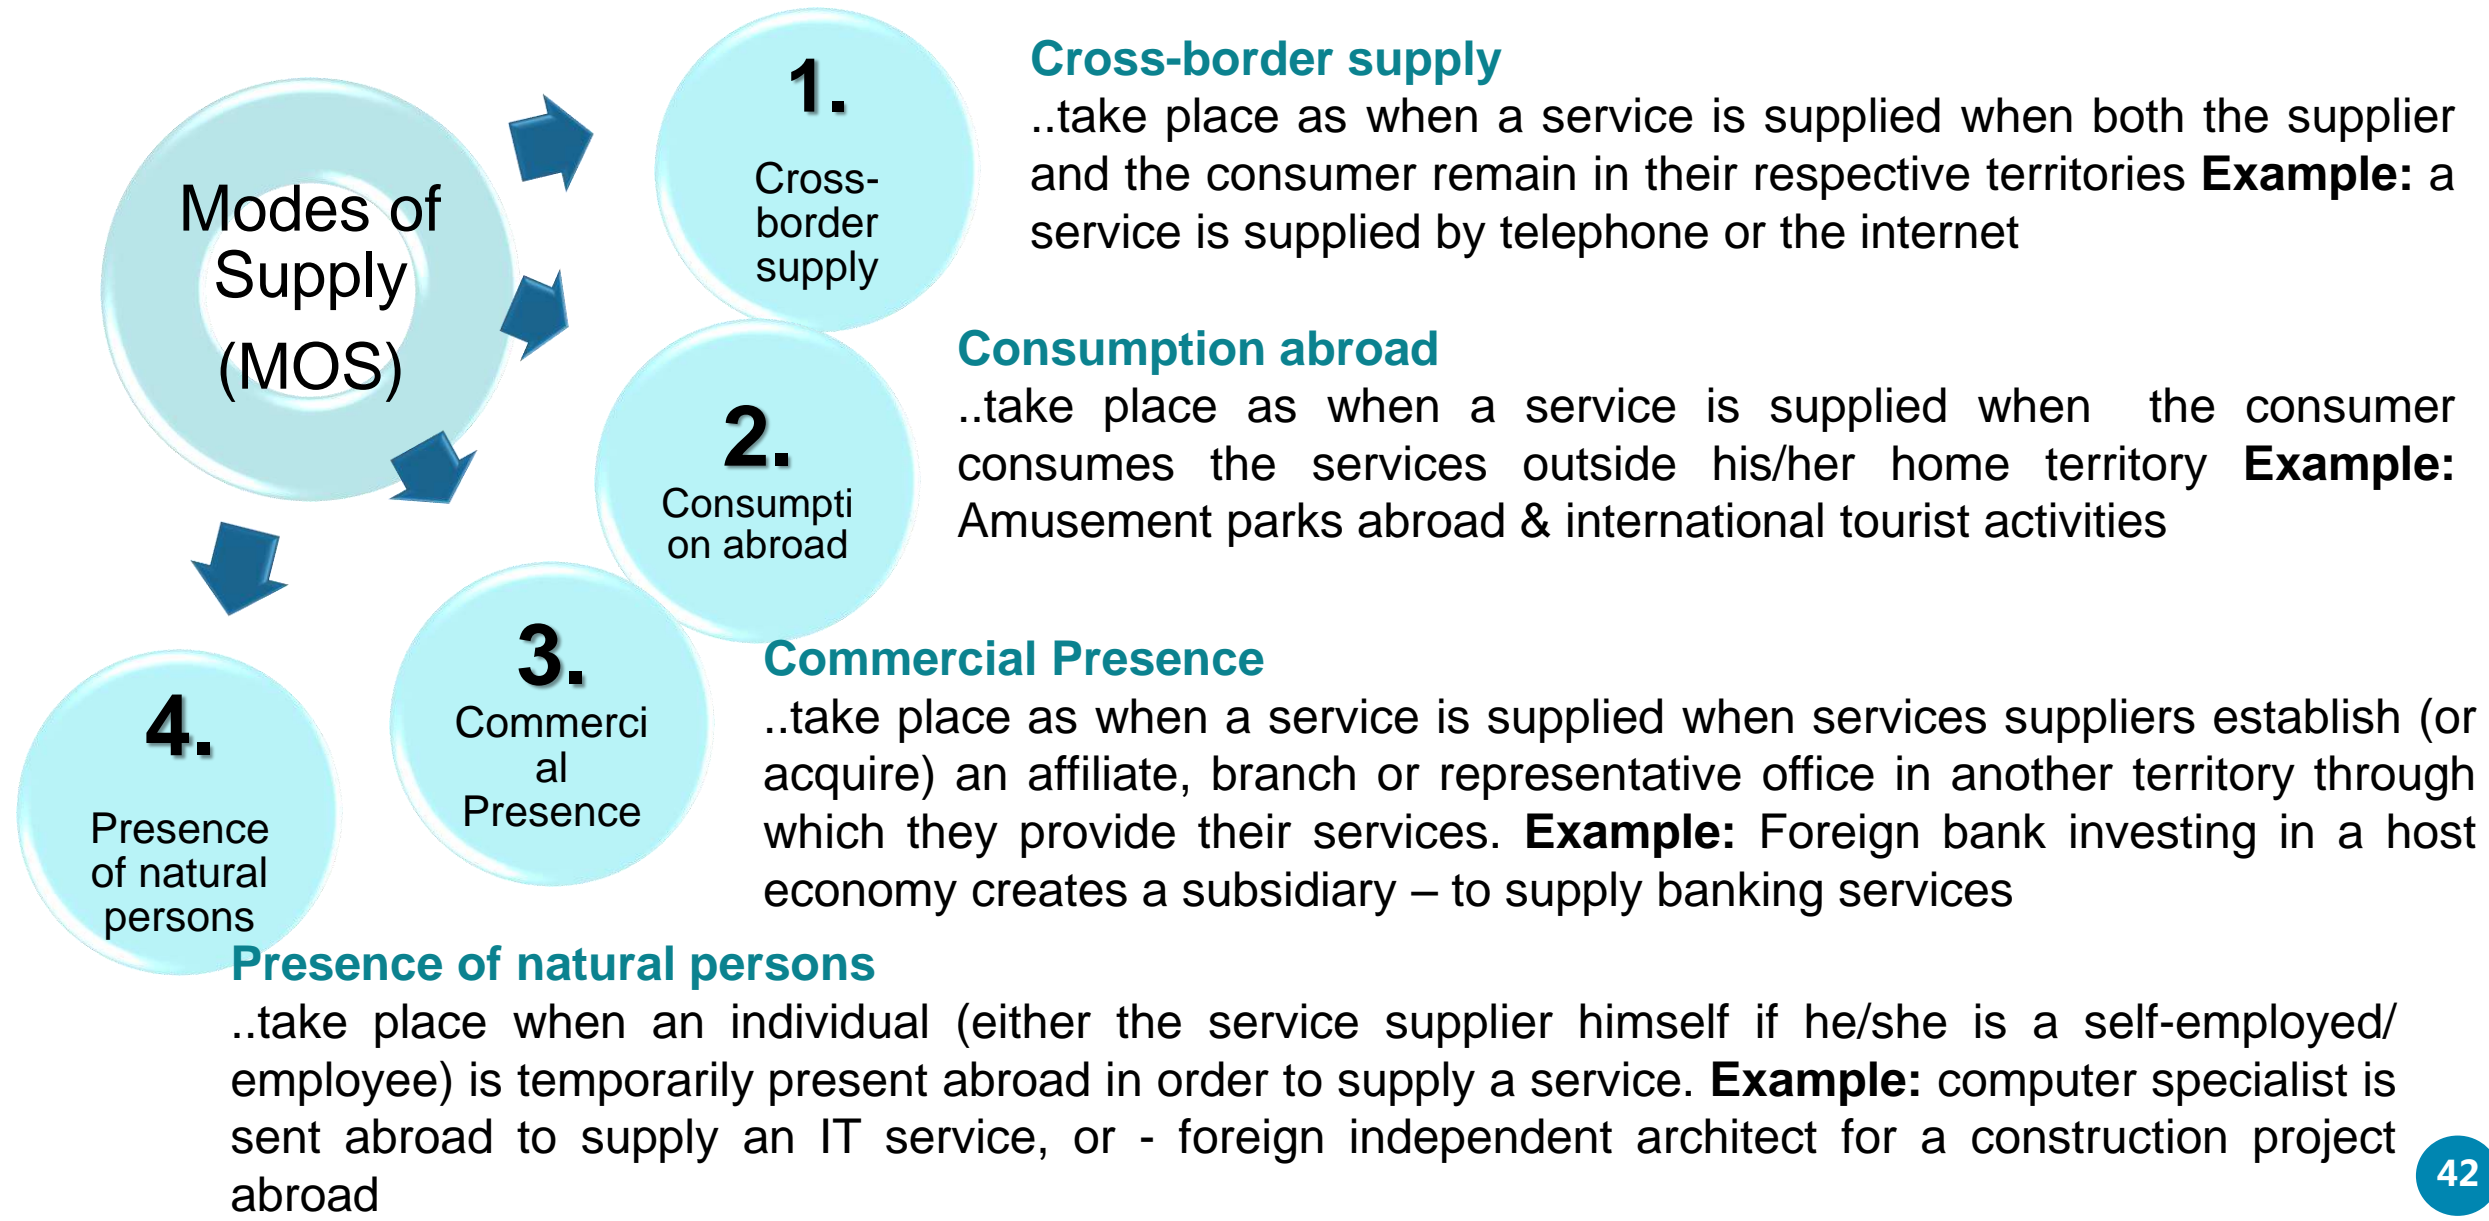 Modes of
Supply
(MOS)
1.
Cross-
border
supply
Cross-border supply
..take place as when a service is supplied when both the supplier
and the consumer remain in their respective territories Example: a
service is supplied by telephone or the internet
2.
Consumpti
on abroad
Consumption abroad
..take place as when a service is supplied when the consumer
consumes the services outside his/her home territory Example:
Amusement parks abroad & international tourist activities
3.
Commerci
al
Presence
Commercial Presence
..take place as when a service is supplied when services suppliers establish (or
acquire) an affiliate, branch or representative office in another territory through
which they provide their services. Example: Foreign bank investing in a host
economy creates a subsidiary – to supply banking services
4.
Presence
of natural
persons
Presence of natural persons
..take place when an individual (either the service supplier himself if he/she is a self-employed/
employee) is temporarily present abroad in order to supply a service. Example: computer specialist is
sent abroad to supply an IT service, or - foreign independent architect for a construction project
abroad
42